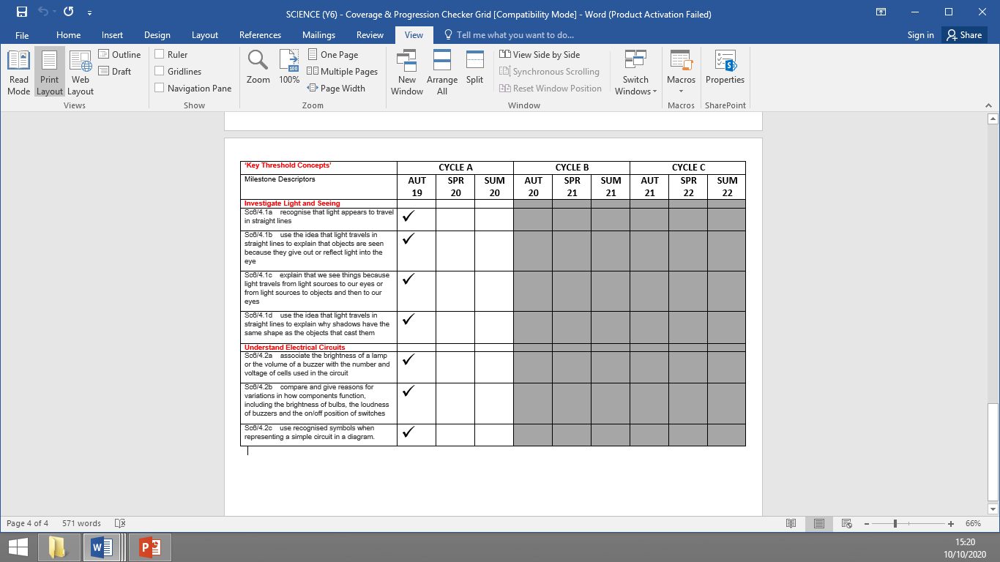 SCIENCE (Y6) - Coverage & Progression Checker Grid [Compatibility Mode] - Word (Product Activation Failed)
File Home Insert Design Layout References Mailings Review View Tell me what you want to do... Sign in Share
Read Mode
Print Layout
Web Layout
Outline
Draft
Views
Ruler
Gridlines
Navigation Pane
Show
Zoom
100
100%
One Page
Multiple Pages
Page Width
Zoom
New Window
Arrange All
Split
Window
View Side by Side
Synchronous Scrolling
Reset Window Position
Switch Windows
Macros
Macros
Properties
SharePoint
'Key Threshold Concepts' CYCLE A CYCLE B CYCLE C
Milestone Descriptors AUT SPR SUM AUT SPR SUM AUT SPR SUM
19 20 20 20 21 21 21 22 22
Investigate Light and Seeing
Sc6/4.1a recognise that light appears to travel
in straight lines ✓
Sc6/4.1b use the idea that light travels in
straight lines to explain that objects are seen
because they give out or reflect light into the
eye ✓
Sc6/4.1c explain that we see things because
light travels from light sources to our eyes or
from light sources to objects and then to our
eyes ✓
Sc6/4.1d use the idea that light travels in
straight lines to explain why shadows have the
same shape as the objects that cast them ✓
Understand Electrical Circuits
Sc6/4.2a associate the brightness of a lamp
or the volume of a buzzer with the number and
voltage of cells used in the circuit ✓
Sc6/4.2b compare and give reasons for
variations in how components function,
including the brightness of bulbs, the loudness
of buzzers and the on/off position of switches ✓
Sc6/4.2c use recognised symbols when
representing a simple circuit in a diagram. ✓
Page 4 of 4 571 words 66%
15:20
10/10/2020